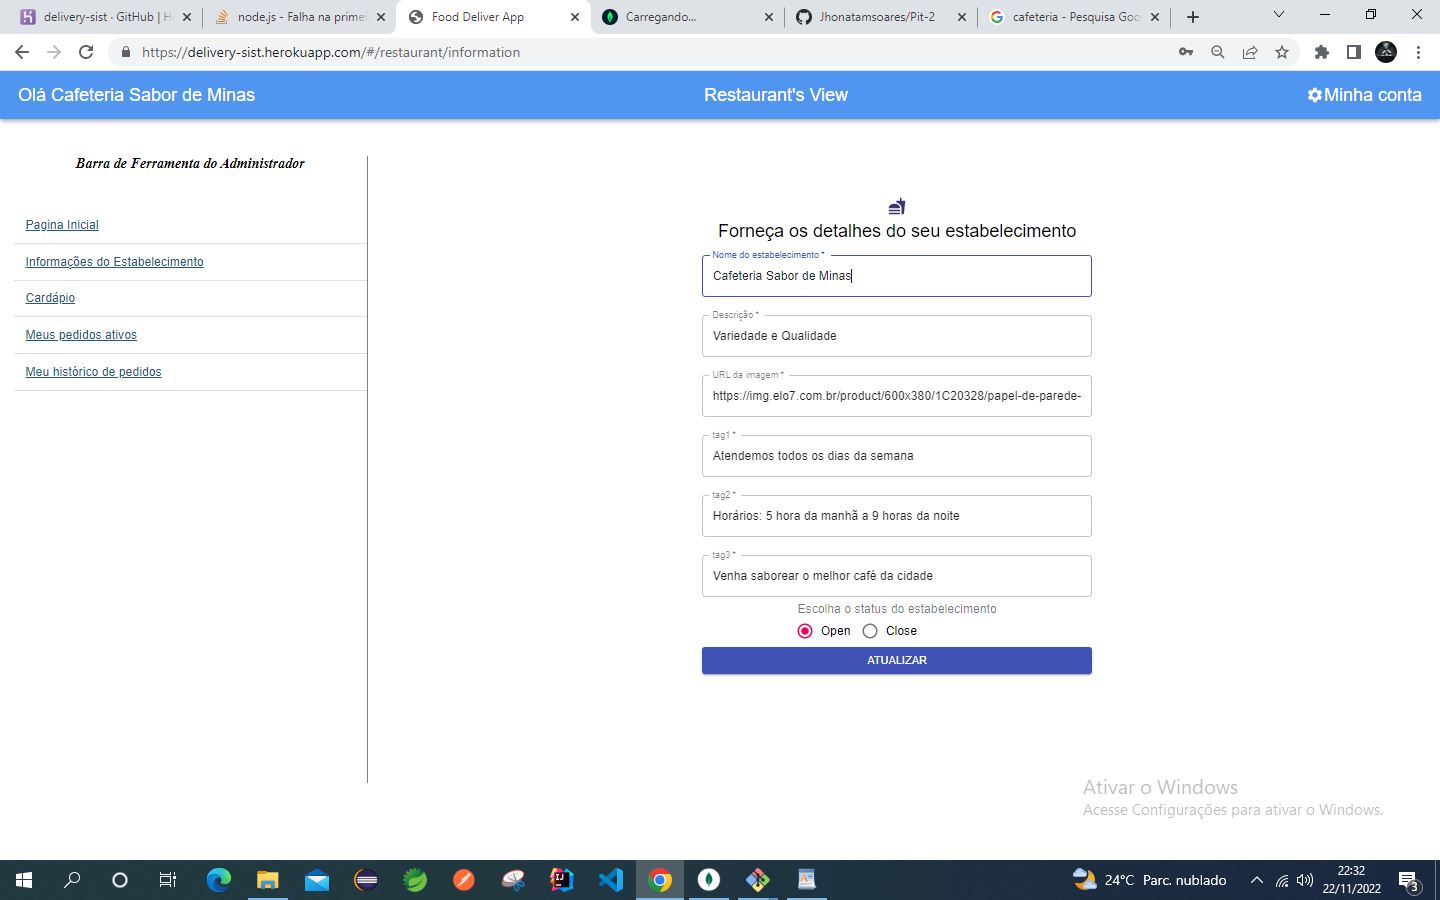 delivery-sist · GitHub | H
node.js - Falha na prime
Food Deliver App
Carregando...
Jhonatamsoares/Pit-2
cafeteria - Pesquisa Goo
https://delivery-sist.herokuapp.com/#/restaurant/information
Olá Cafeteria Sabor de Minas
Restaurant's View
Minha conta
Barra de Ferramenta do Administrador
Pagina Inicial
Informações do Estabelecimento
Cardápio
Meus pedidos ativos
Meu histórico de pedidos
Forneça os detalhes do seu estabelecimento
Nome do estabelecimento *
Cafeteria Sabor de Minas
Descrição *
Variedade e Qualidade
URL da imagem *
https://img.elo7.com.br/product/600x380/1C20328/papel-de-parede-
tag1 *
Atendemos todos os dias da semana
tag2 *
Horários: 5 hora da manhã a 9 horas da noite
tag3 *
Venha saborear o melhor café da cidade
Escolha o status do estabelecimento
Open
Close
ATUALIZAR
Ativar o Windows
Acesse Configurações para ativar o Windows.
24°C Parc. nublado
22:32
22/11/2022
3